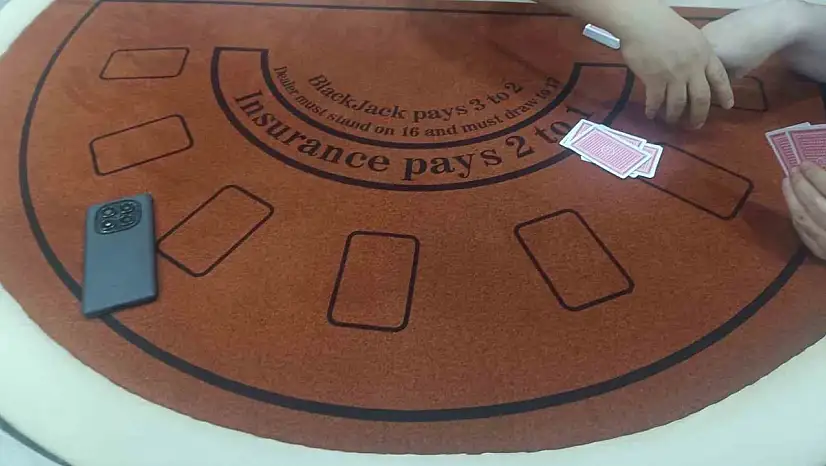 BlackJack pays 3 to 2
Dealer must stand on 16 and must draw to 17
Insurance pays 2 to 1